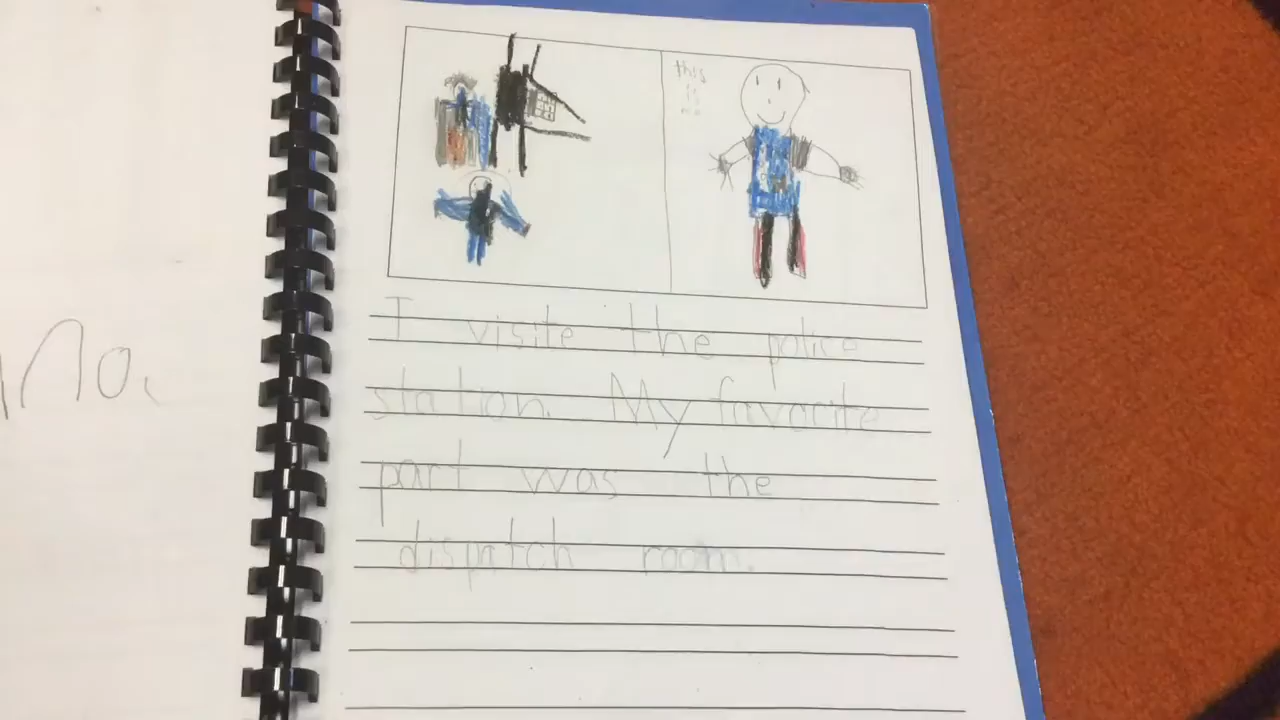 this
is
me
I visite the police
station. My favorite
part was the
dispatch room.